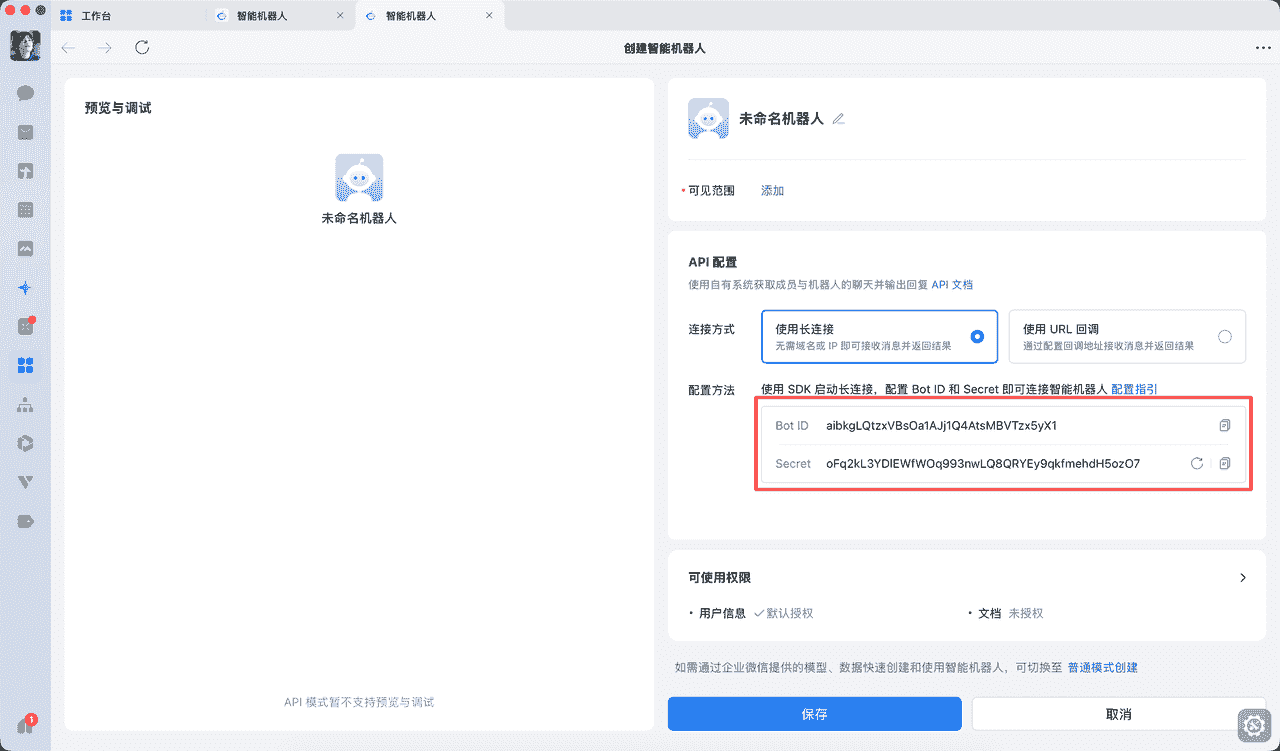 工作台
智能机器人
智能机器人
创建智能机器人
预览与调试
未命名机器人
API 模式暂不支持预览与调试
未命名机器人
可见范围 添加
API 配置
使用自有系统获取成员与机器人的聊天并输出回复 API 文档
连接方式
使用长连接
无需域名或 IP 即可接收消息并返回结果
使用 URL 回调
通过配置回调地址接收消息并返回结果
配置方法
使用 SDK 启动长连接，配置 Bot ID 和 Secret 即可连接智能机器人 配置指引
Bot ID aibkgLQtzxVBsOa1AJj1Q4AtsMBVTzx5yX1
Secret oFq2kL3YDlEWfWOq993nwLQ8QRYEy9qkfmehdH5ozO7
可使用权限
· 用户信息 默认授权
· 文档 未授权
如需通过企业微信提供的模型、数据快速创建和使用智能机器人，可切换至 普通模式创建
保存
取消
1